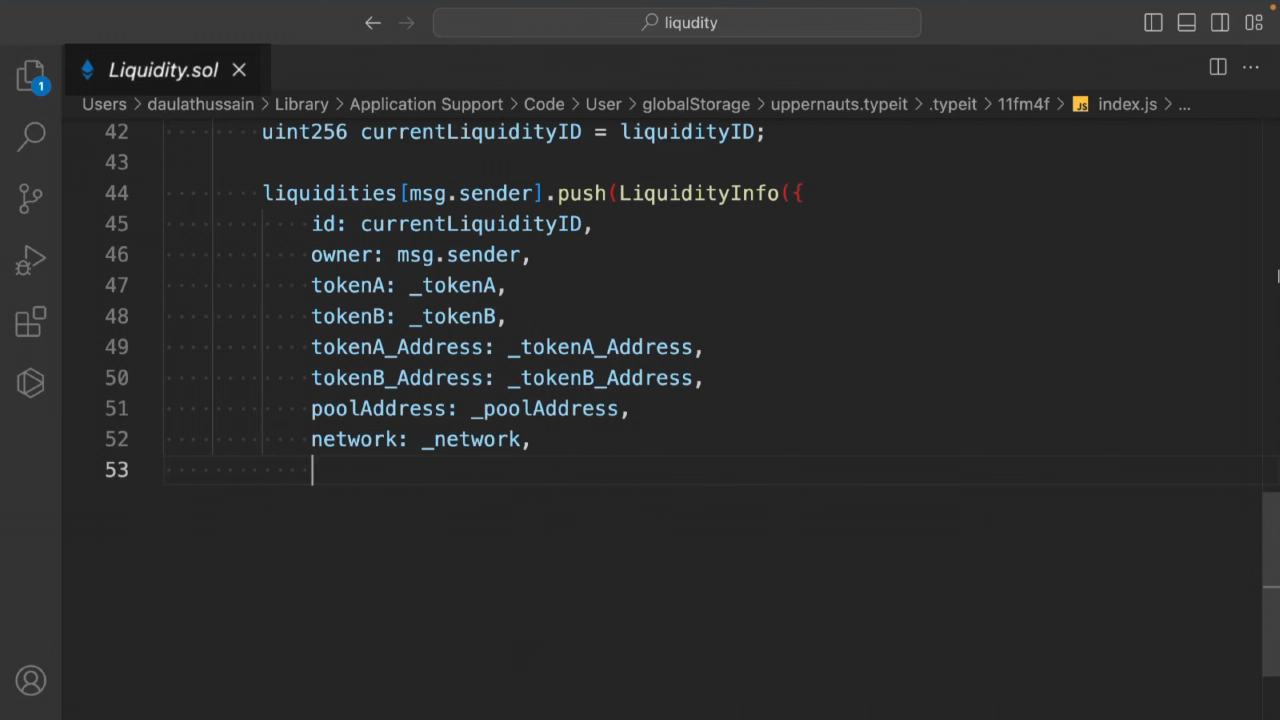 liqudity
Liquidity.sol
Users > daulathussain > Library > Application Support > Code > User > globalStorage > uppernauts.typeit > .typeit > 11fm4f > JS index.js > ...
1
42 uint256 currentLiquidityID = liquidityID;
43
44 liquidities[msg.sender].push(LiquidityInfo({
45 id: currentLiquidityID,
46 owner: msg.sender,
47 tokenA: _tokenA,
48 tokenB: _tokenB,
49 tokenA_Address: _tokenA_Address,
50 tokenB_Address: _tokenB_Address,
51 poolAddress: _poolAddress,
52 network: _network,
53